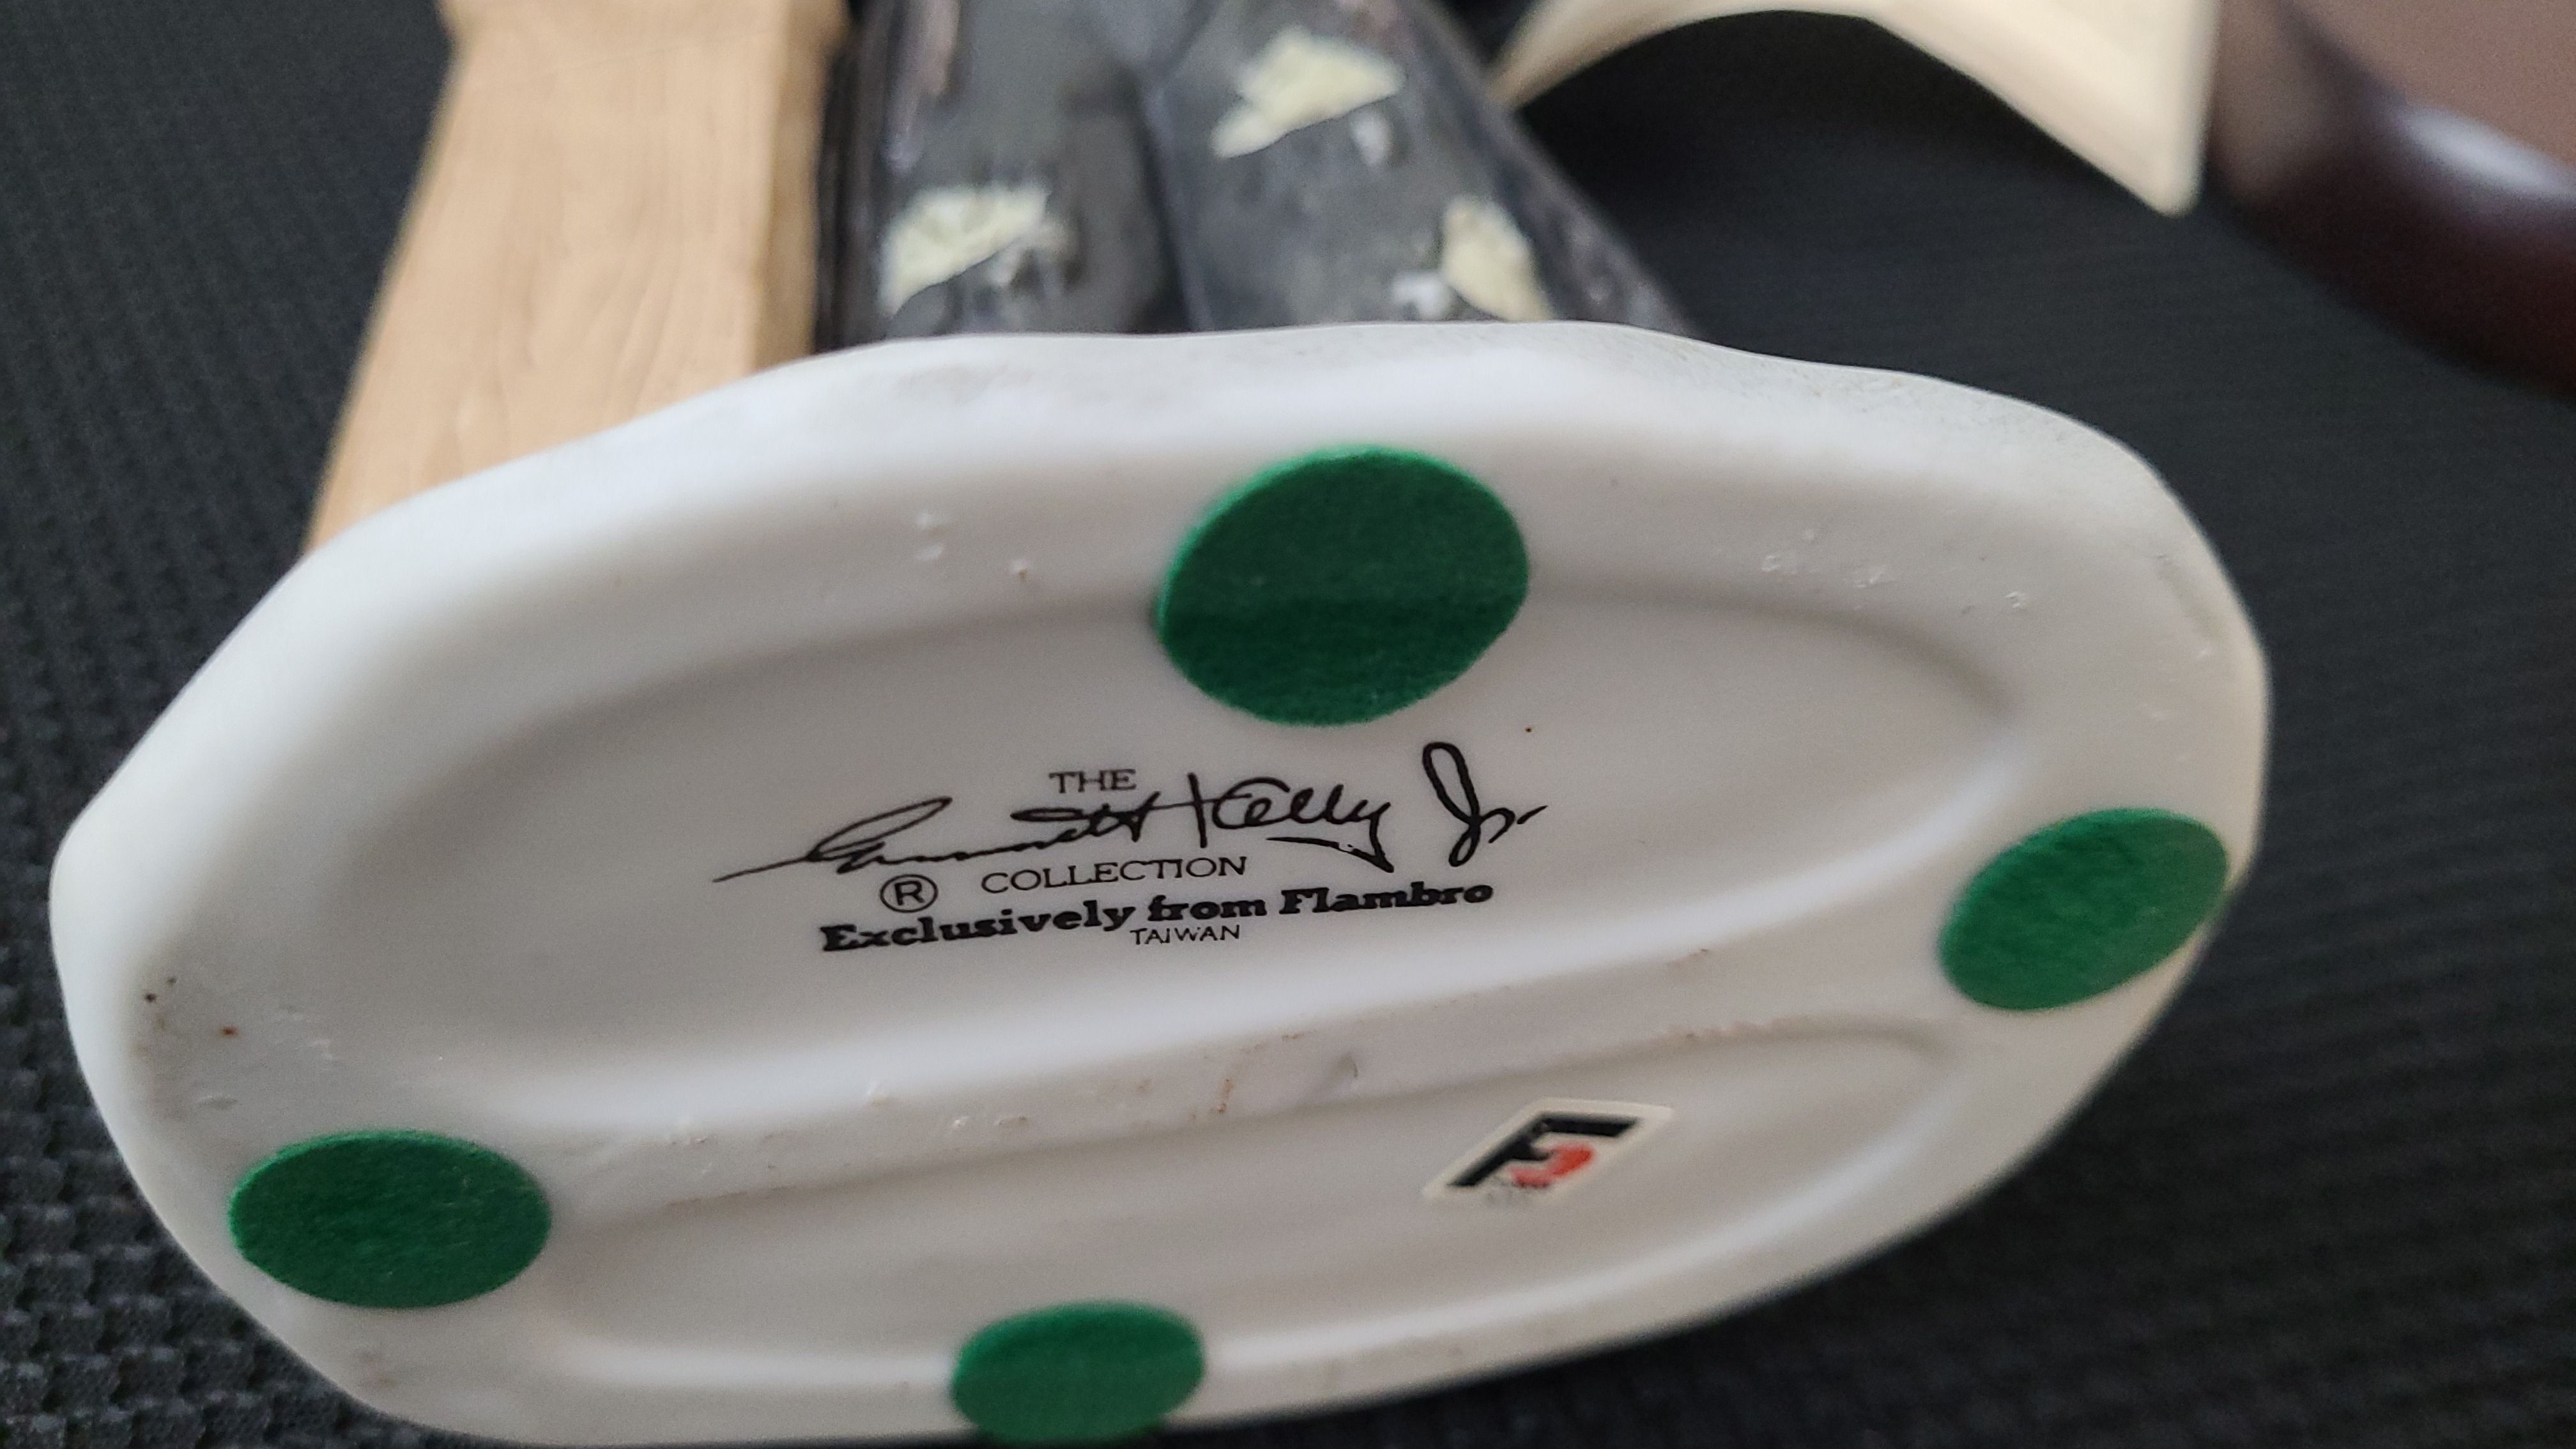 THE
Emmett Kelly Jr.
® COLLECTION
Exclusively from Flambro
TAIWAN